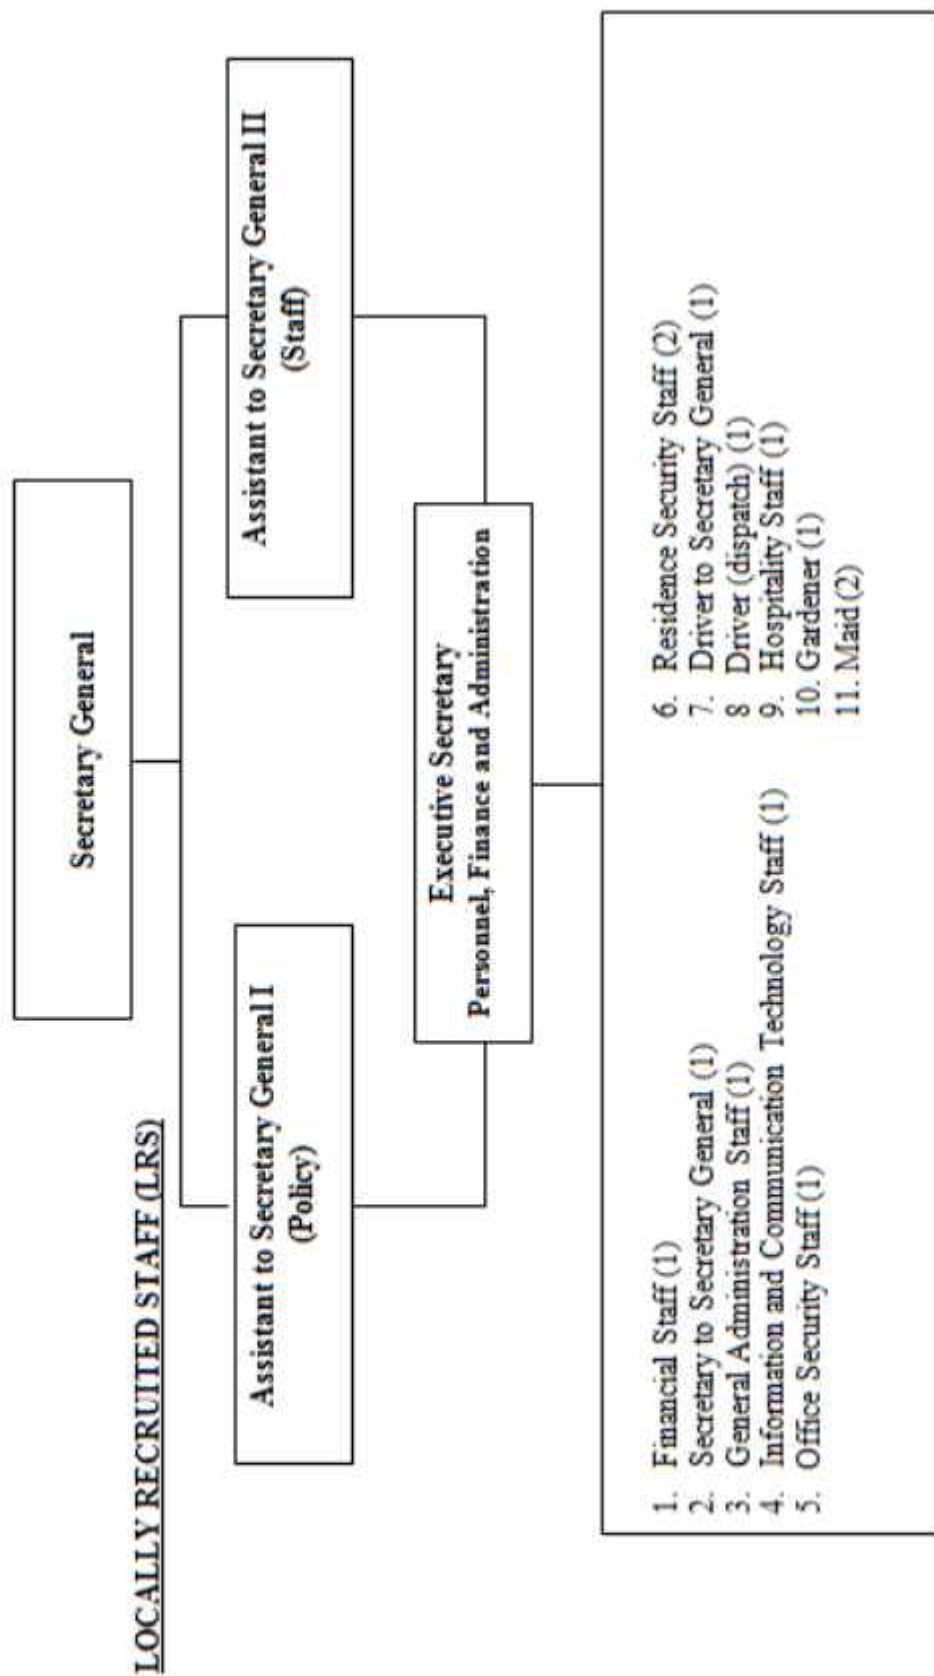 LOCALLY RECRUITED STAFF (LRS)
Secretary General
Assistant to Secretary General I
(Policy)
Assistant to Secretary General II
(Staff)
Executive Secretary
Personnel, Finance and Administration
1. Financial Staff (1)
2. Secretary to Secretary General (1)
3. General Administration Staff (1)
4. Information and Communication Technology Staff (1)
5. Office Security Staff (1)
6. Residence Security Staff (2)
7. Driver to Secretary General (1)
8 Driver (dispatch) (1)
9. Hospitality Staff (1)
10. Gardener (1)
11. Maid (2)